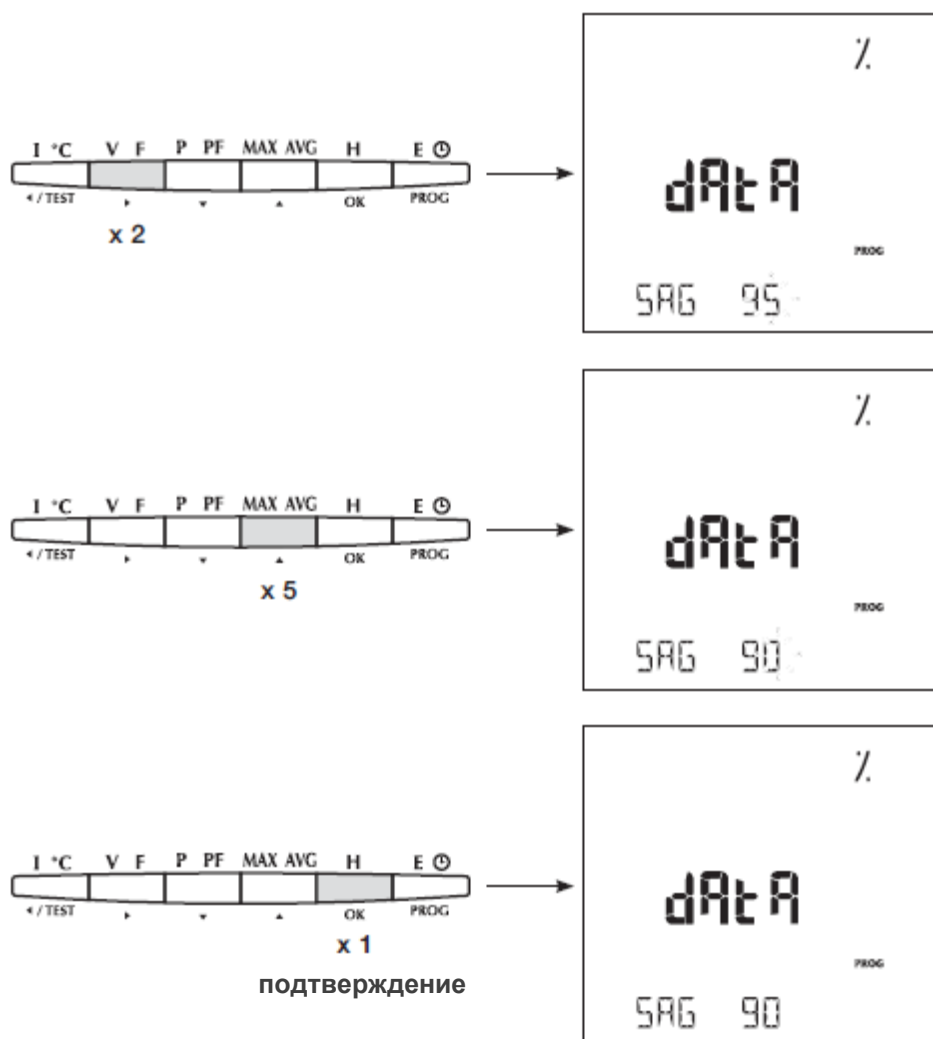 %
I °C V F P PF MAX AVG H E
◂ / TEST ▸ ▾ ▴ OK PROG
x 2
dAtA
PROG
SAG 95
%
I °C V F P PF MAX AVG H E
◂ / TEST ▸ ▾ ▴ OK PROG
x 5
dAtA
PROG
SAG 90
%
I °C V F P PF MAX AVG H E
◂ / TEST ▸ ▾ ▴ OK PROG
x 1
подтверждение
dAtA
PROG
SAG 90